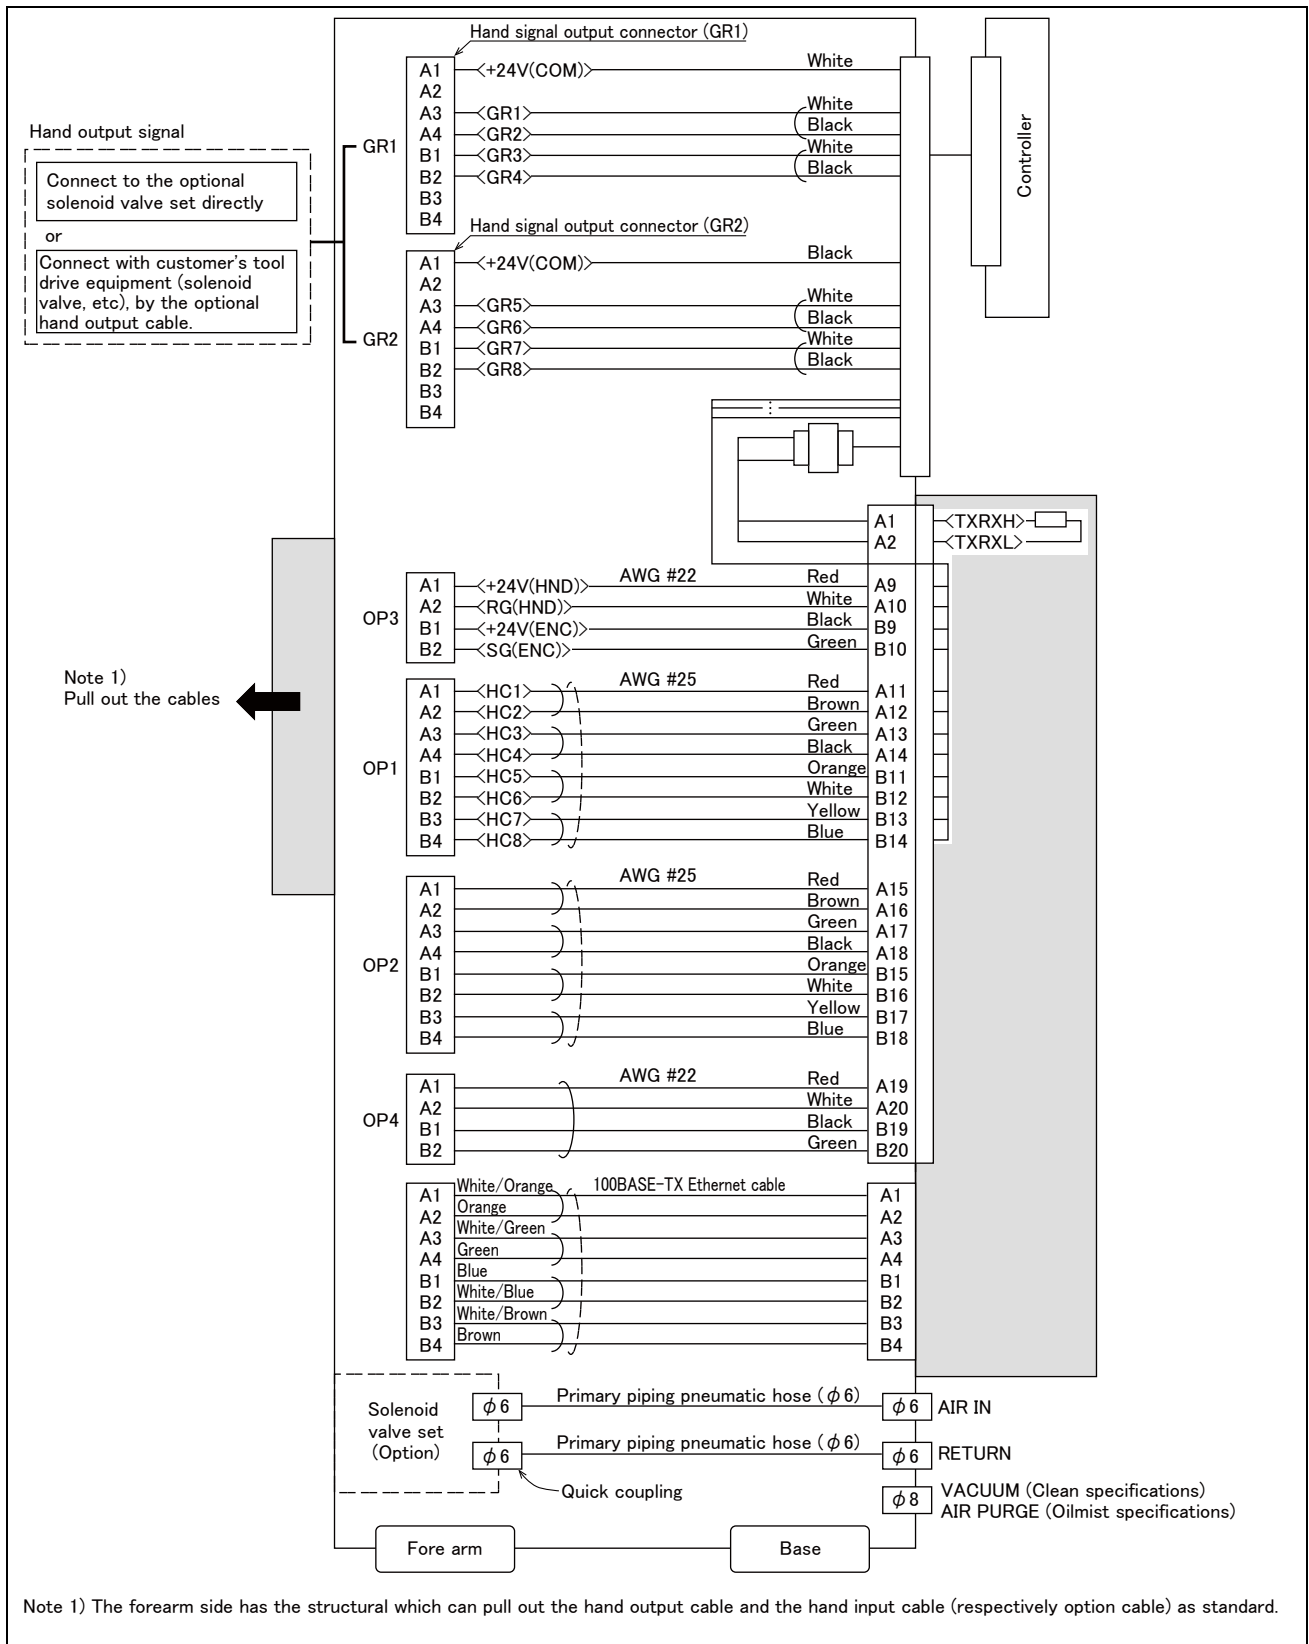 Hand signal output connector (GR1)
A1 <+24V(COM)> White
A2
A3 <GR1> White
A4 <GR2> Black
B1 <GR3> White
B2 <GR4> Black
B3
B4
GR1
Controller
Hand output signal
Connect to the optional
solenoid valve set directly
or
Connect with customer's tool
drive equipment (solenoid
valve, etc), by the optional
hand output cable.
Hand signal output connector (GR2)
A1 <+24V(COM)> Black
A2
A3 <GR5> White
A4 <GR6> Black
B1 <GR7> White
B2 <GR8> Black
B3
B4
GR2
A1 <TXRXH>
A2 <TXRXL>
OP3
AWG #22
A1 <+24V(HND)> Red A9
A2 <RG(HND)> White A10
B1 <+24V(ENC)> Black B9
B2 <SG(ENC)> Green B10
Note 1)
Pull out the cables
OP1
AWG #25
A1 <HC1> Red A11
A2 <HC2> Brown A12
A3 <HC3> Green A13
A4 <HC4> Black A14
B1 <HC5> Orange B11
B2 <HC6> White B12
B3 <HC7> Yellow B13
B4 <HC8> Blue B14
OP2
AWG #25
A1 Red A15
A2 Brown A16
A3 Green A17
A4 Black A18
B1 Orange B15
B2 White B16
B3 Yellow B17
B4 Blue B18
OP4
AWG #22
A1 Red A19
A2 White A20
B1 Black B19
B2 Green B20
100BASE-TX Ethernet cable
A1 White/Orange A1
A2 Orange A2
A3 White/Green A3
A4 Green A4
B1 Blue B1
B2 White/Blue B2
B3 White/Brown B3
B4 Brown B4
Solenoid
valve set
(Option)
φ6 Primary piping pneumatic hose (φ6) φ6 AIR IN
φ6 Primary piping pneumatic hose (φ6) φ6 RETURN
Quick coupling
φ8 VACUUM (Clean specifications)
AIR PURGE (Oilmist specifications)
Fore arm
Base
Note 1) The forearm side has the structural which can pull out the hand output cable and the hand input cable (respectively option cable) as standard.